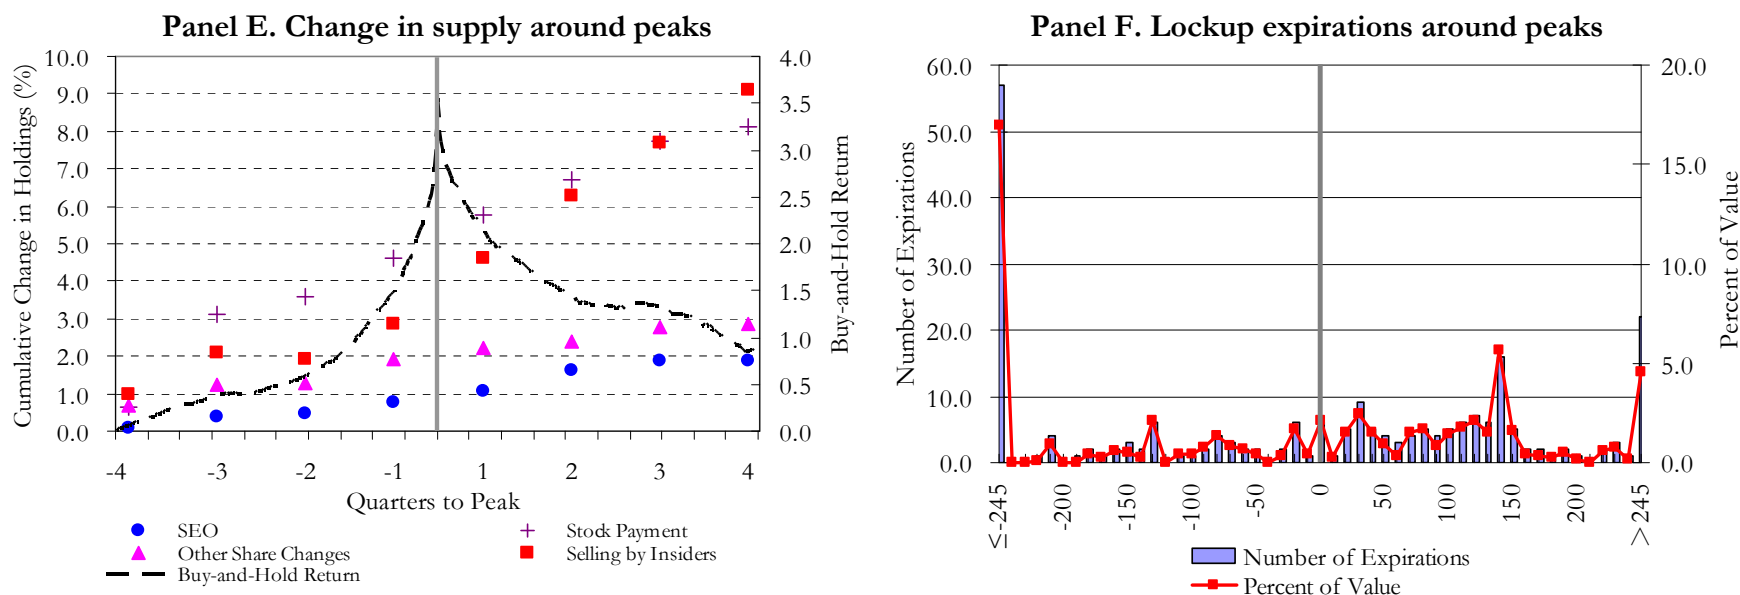 Panel E. Change in supply around peaks
Cumulative Change in Holdings (%)
10.0
9.0
8.0
7.0
6.0
5.0
4.0
3.0
2.0
1.0
0.0
4.0
3.5
3.0
2.5
2.0
1.5
1.0
0.5
0.0
Buy-and-Hold Return
-4 -3 -2 -1 1 2 3 4
Quarters to Peak
SEO
Stock Payment
Other Share Changes
Selling by Insiders
Buy-and-Hold Return
Panel F. Lockup expirations around peaks
Number of Expirations
60.0
50.0
40.0
30.0
20.0
10.0
0.0
20.0
15.0
10.0
5.0
0.0
Percent of Value
≤-245 -200 -150 -100 -50 0 50 100 150 200 >245
Number of Expirations
Percent of Value